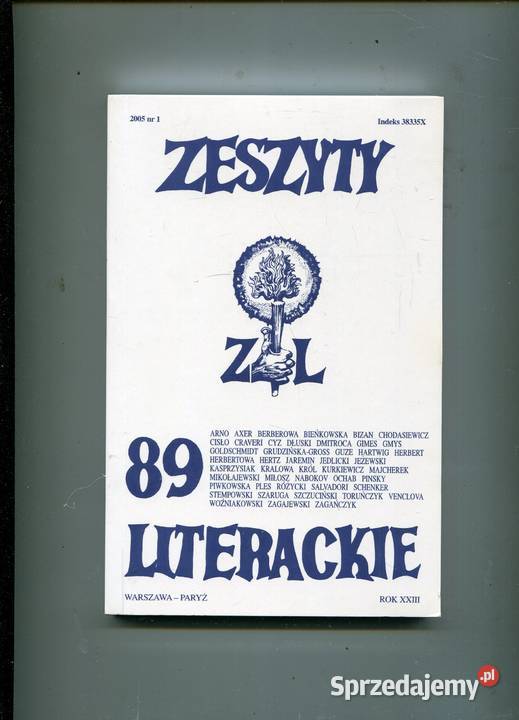 2005 nr 1 Indeks 38335X
ZESZYTY
Z L
89
ARNO AXER BERBEROWA BIEŃKOWSKA BIZAN CHODASIEWICZ
CISŁO CRAVERI CYZ DŁUSKI DMITROCA GIMES GMYS
GOLDSCHMIDT GRUDZIŃSKA-GROSS GUZE HARTWIG HERBERT
HERBERTOWA HERTZ JAREMIN JEDLICKI JEŻEWSKI
KASPRZYSIAK KRALOWA KRÓL KURKIEWICZ MAJCHEREK
MIKOŁAJEWSKI MIŁOSZ NABOKOV OCHAB PINSKY
PIWKOWSKA PLES RÓŻYCKI SALVADORI SCHENKER
STEMPOWSKI SZARUGA SZCZUCIŃSKI TORUŃCZYK VENCLOVA
WOŹNIAKOWSKI ZAGAJEWSKI ZAGAŃCZYK
LITERACKIE
WARSZAWA – PARYŻ ROK XXIII
Sprzedajemy.pl